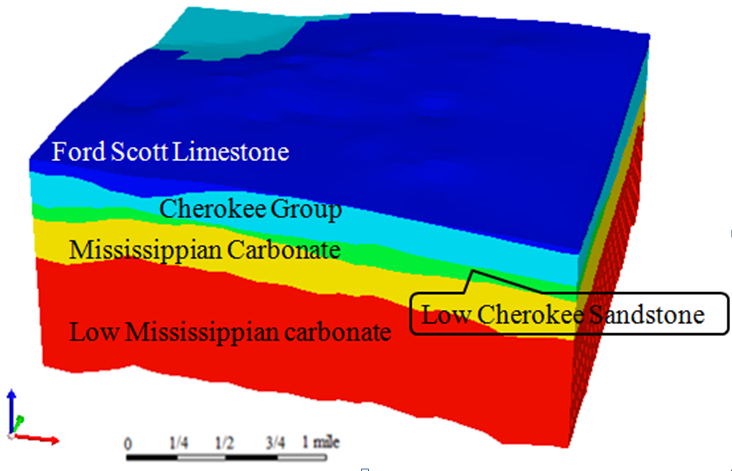 Ford Scott Limestone
Cherokee Group
Mississippian Carbonate
Low Cherokee Sandstone
Low Mississippian carbonate
0 1/4 1/2 3/4 1 mile